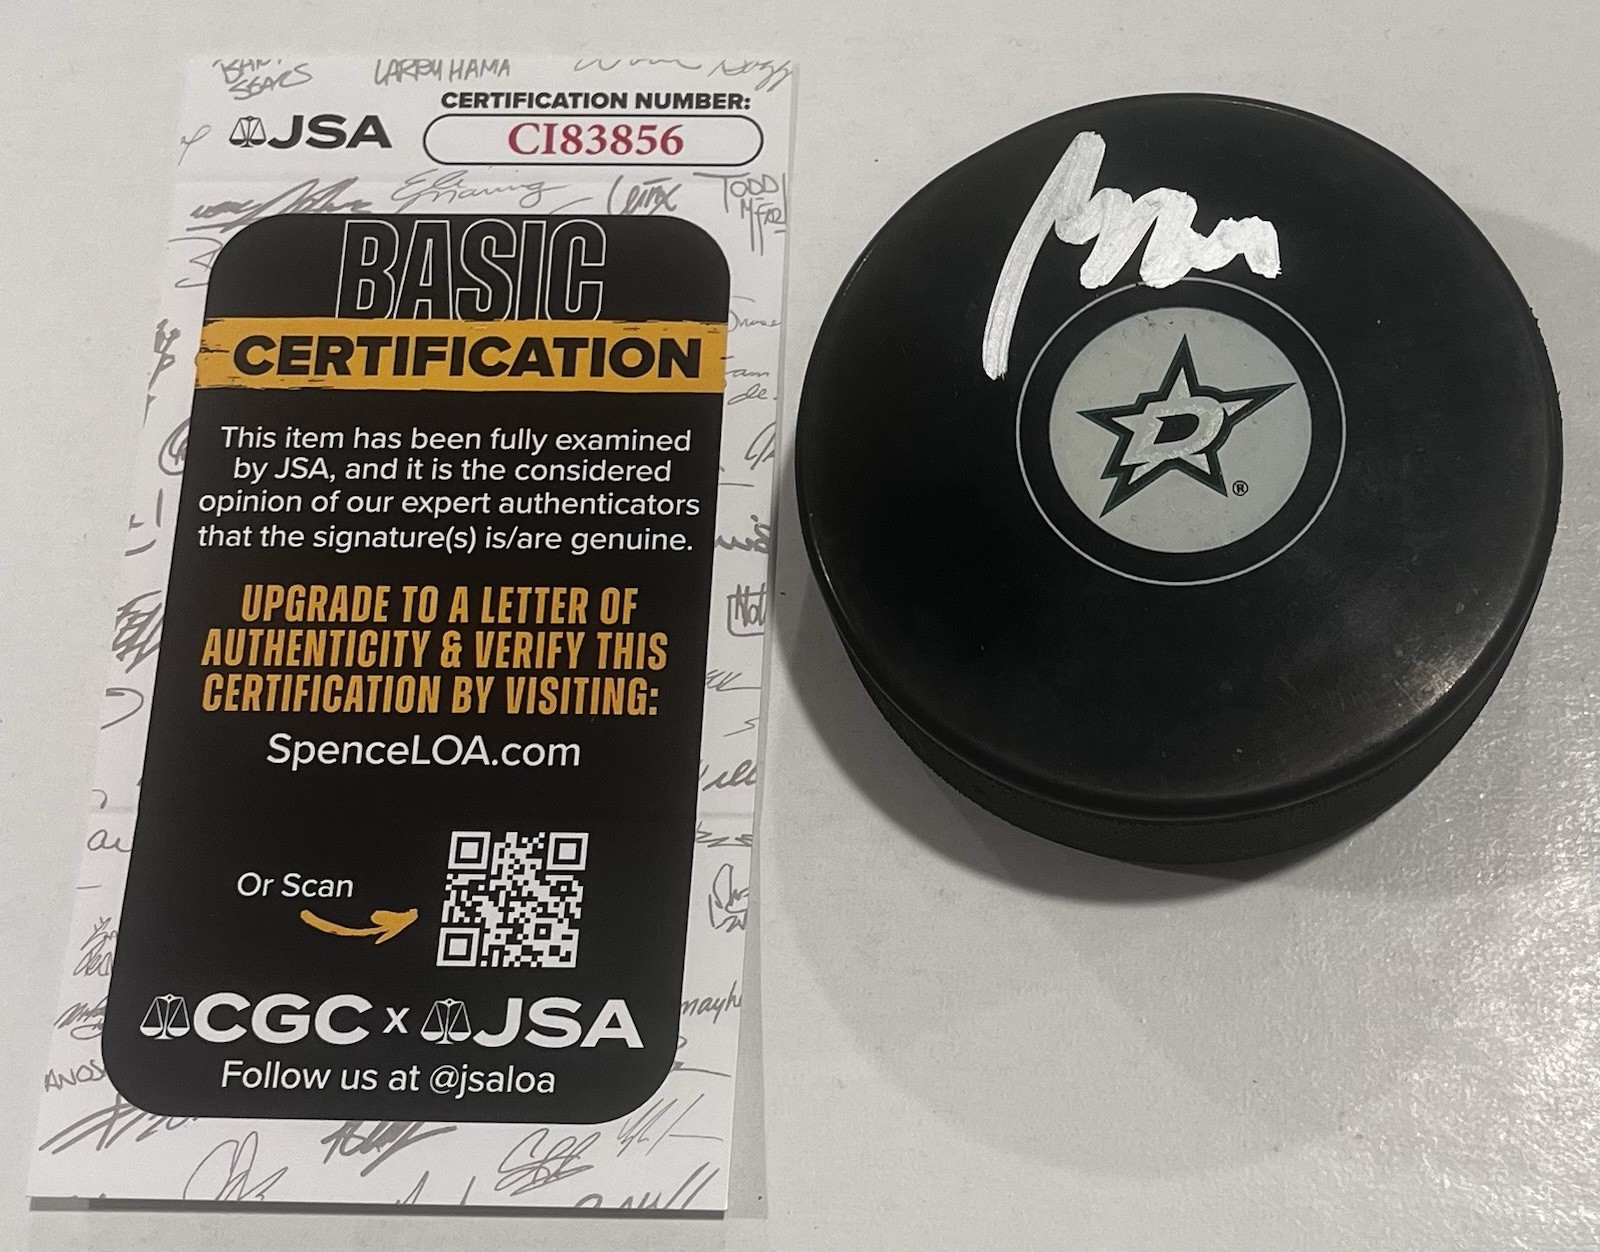 LARRY HAMA
JSA
CERTIFICATION NUMBER:
CI83856
TODD
BASIC
CERTIFICATION
This item has been fully examined
by JSA, and it is the considered
opinion of our expert authenticators
that the signature(s) is/are genuine.
UPGRADE TO A LETTER OF
AUTHENTICITY & VERIFY THIS
CERTIFICATION BY VISITING:
SpenceLOA.com
Or Scan
CGC x JSA
Follow us at @jsaloa
D
®